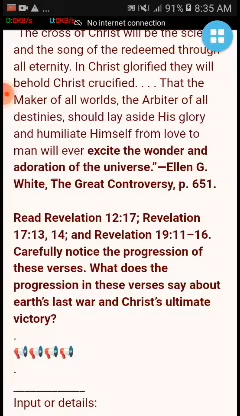 0:0KB/s U:0KB/s No internet connection 91% 8:35 AM
"The cross of Christ will be the
and the song of the redeemed through
all eternity. In Christ glorified they will
behold Christ crucified. . . . That the
Maker of all worlds, the Arbiter of all
destinies, should lay aside His glory
and humiliate Himself from love to
man will ever excite the wonder and
adoration of the universe."—Ellen G.
White, The Great Controversy, p. 651.
Read Revelation 12:17; Revelation
17:13, 14; and Revelation 19:11–16.
Carefully notice the progression of
these verses. What does the
progression in these verses say about
earth's last war and Christ's ultimate
victory?
.
.
_____________
Input or details: